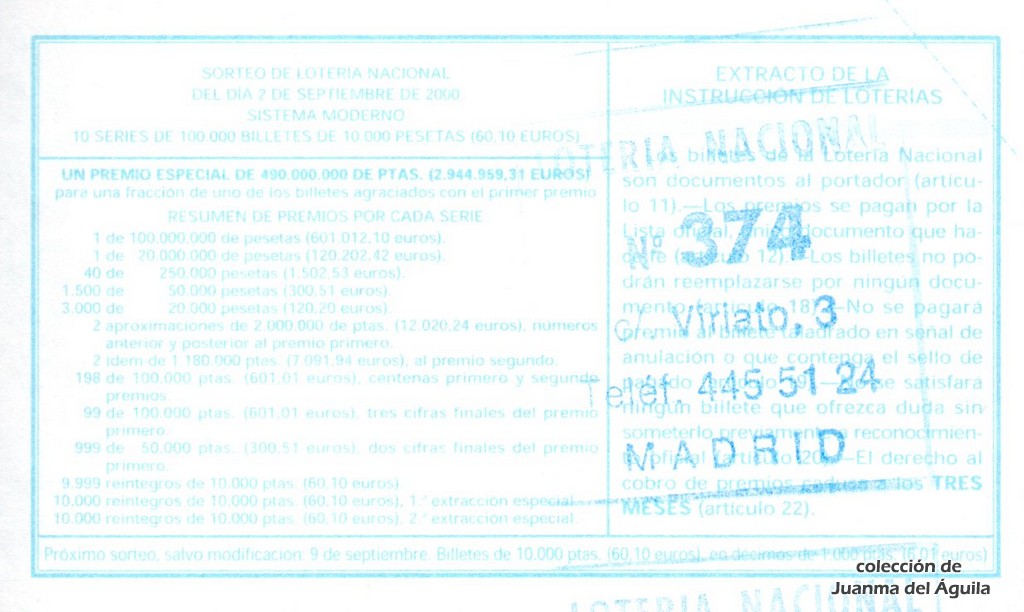 SORTEO DE LOTERIA NACIONAL
DEL DIA 2 DE SEPTIEMBRE DE 2000
SISTEMA MODERNO
10 SERIES DE 100.000 BILLETES DE 10.000 PESETAS (60,10 EUROS)
UN PREMIO ESPECIAL DE 490.000.000 DE PTAS. (2.944.959,31 EUROS)
para una fracción de uno de los billetes agraciados con el primer premio
RESUMEN DE PREMIOS POR CADA SERIE
1 de 100.000.000 de pesetas (601.012,10 euros).
1 de 20.000.000 de pesetas (120.202,42 euros).
40 de 250.000 pesetas (1.502,53 euros).
1.500 de 50.000 pesetas (300,51 euros).
3.000 de 20.000 pesetas (120,20 euros).
2 aproximaciones de 2.000.000 de ptas. (12.020,24 euros), números
anterior y posterior al premio primero.
2 idem de 1.180.000 ptas. (7.091,94 euros), al premio segundo.
198 de 100.000 ptas. (601,01 euros), centenas primero y segundo
premios.
99 de 100.000 ptas. (601,01 euros), tres cifras finales del premio
primero.
999 de 50.000 ptas. (300,51 euros), dos cifras finales del premio
primero.
9.999 reintegros de 10.000 ptas. (60,10 euros).
10.000 reintegros de 10.000 ptas. (60,10 euros), 1.ª extracción especial.
10.000 reintegros de 10.000 ptas. (60,10 euros), 2.ª extracción especial.
EXTRACTO DE LA
INSTRUCCION DE LOTERIAS
Los billetes de la Lotería Nacional
son documentos al portador (artícu-
lo 11).—Los premios se pagan por la
Lista oficial, único documento que ha-
ce fe (artículo 12).—Los billetes no po-
drán reemplazarse por ningún docu-
mento (artículo 18).—No se pagará
premio al billete taladrado en señal de
anulación o que contenga el sello de
pagado (artículo 19).—No se satisfará
ningún billete que ofrezca duda sin
someterlo previamente a reconocimien-
to oficial (artículo 20).—El derecho al
cobro de premios caduca a los TRES
MESES (artículo 22).
LOTERIA NACIONAL
Nº 374
C/. Viriato, 3
Teléf. 445 51 24
MADRID
Próximo sorteo, salvo modificación: 9 de septiembre. Billetes de 10.000 ptas. (60,10 euros), en décimos de 1.000 ptas. (6,01 euros)
colección de
Juanma del Águila
LOTERIA NACIONAL